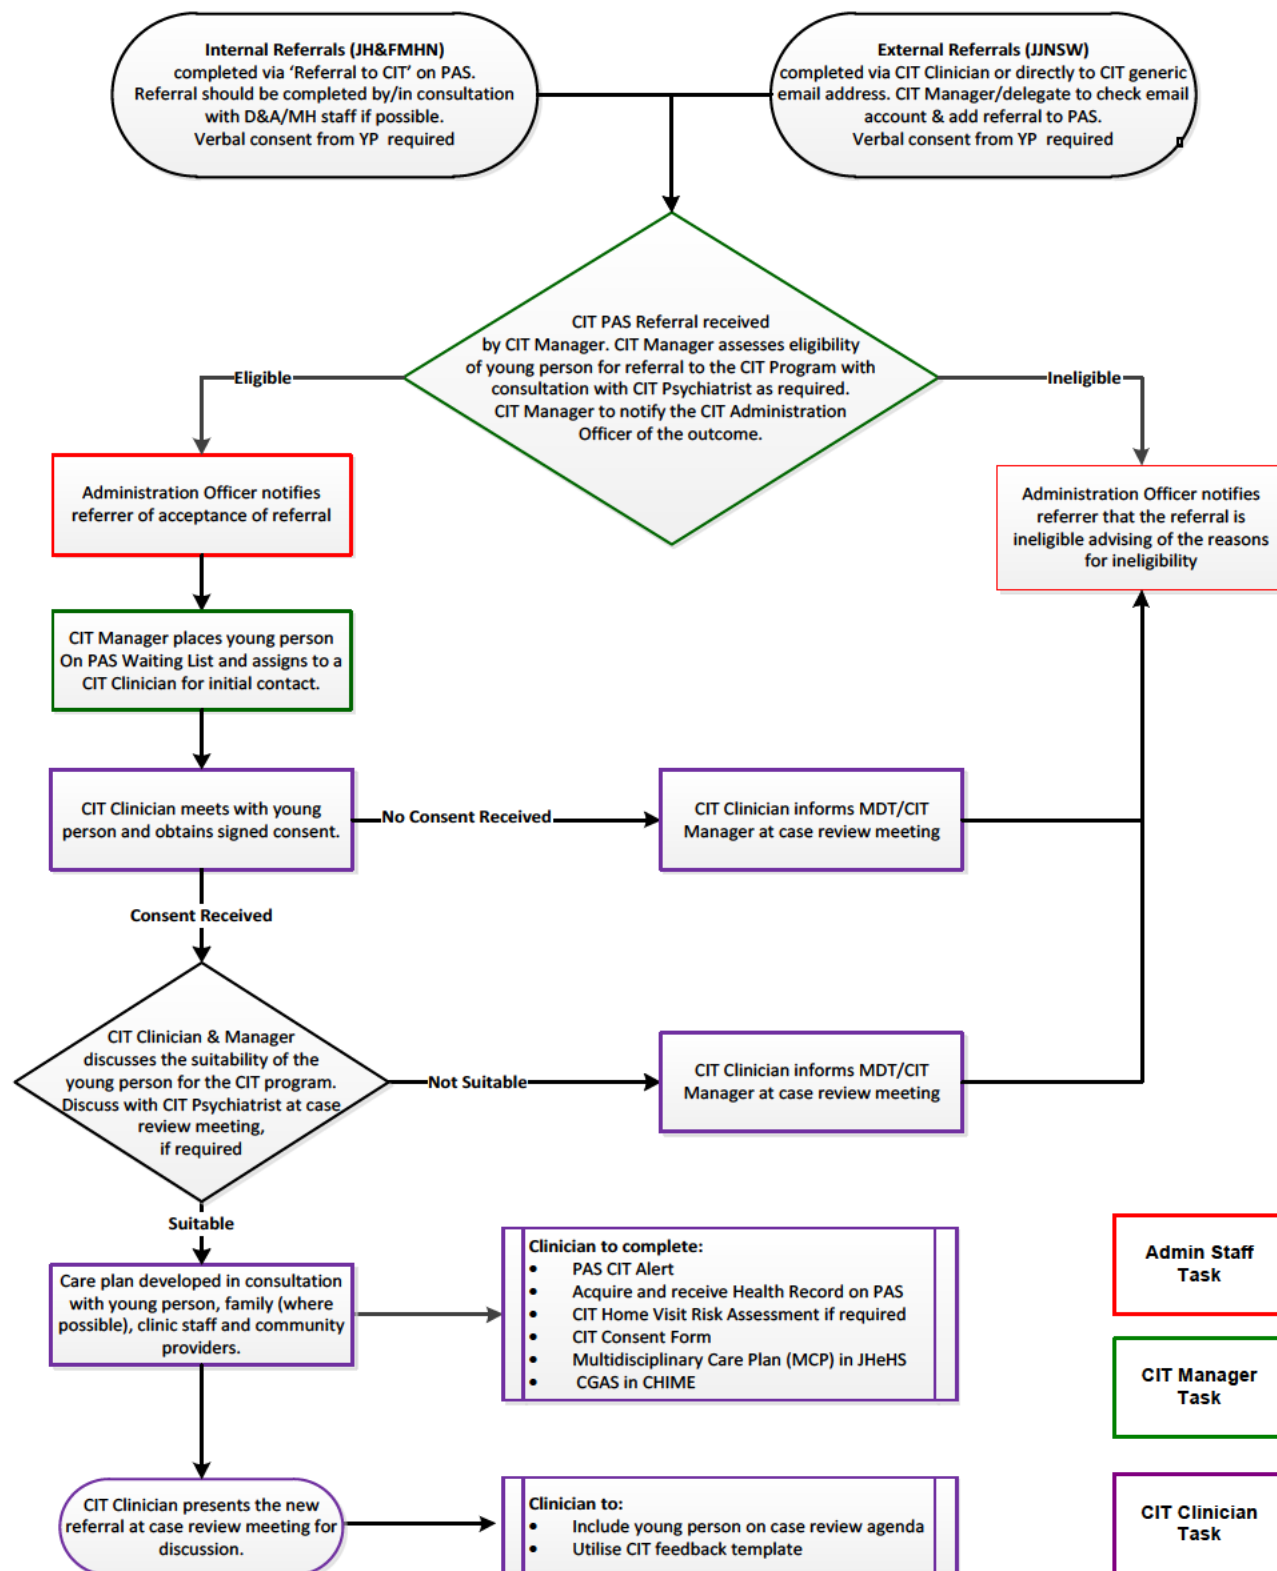 Internal Referrals (JH&FMHN)
completed via ‘Referral to CIT’ on PAS.
Referral should be completed by/in consultation
with D&A/MH staff if possible.
Verbal consent from YP required
External Referrals (JJNSW)
completed via CIT Clinician or directly to CIT generic
email address. CIT Manager/delegate to check email
account & add referral to PAS.
Verbal consent from YP required
CIT PAS Referral received
by CIT Manager. CIT Manager assesses eligibility
of young person for referral to the CIT Program with
consultation with CIT Psychiatrist as required.
CIT Manager to notify the CIT Administration
Officer of the outcome.
Eligible
Ineligible
Administration Officer notifies
referrer of acceptance of referral
Administration Officer notifies
referrer that the referral is
ineligible advising of the reasons
for ineligibility
CIT Manager places young person
On PAS Waiting List and assigns to a
CIT Clinician for initial contact.
CIT Clinician meets with young
person and obtains signed consent.
No Consent Received
CIT Clinician informs MDT/CIT
Manager at case review meeting
Consent Received
CIT Clinician & Manager
discusses the suitability of the
young person for the CIT program.
Discuss with CIT Psychiatrist at case
review meeting,
if required
Not Suitable
CIT Clinician informs MDT/CIT
Manager at case review meeting
Suitable
Care plan developed in consultation
with young person, family (where
possible), clinic staff and community
providers.
Clinician to complete:
• PAS CIT Alert
• Acquire and receive Health Record on PAS
• CIT Home Visit Risk Assessment if required
• CIT Consent Form
• Multidisciplinary Care Plan (MCP) in JHeHS
• CGAS in CHIME
CIT Clinician presents the new
referral at case review meeting for
discussion.
Clinician to:
• Include young person on case review agenda
• Utilise CIT feedback template
Admin Staff
Task
CIT Manager
Task
CIT Clinician
Task